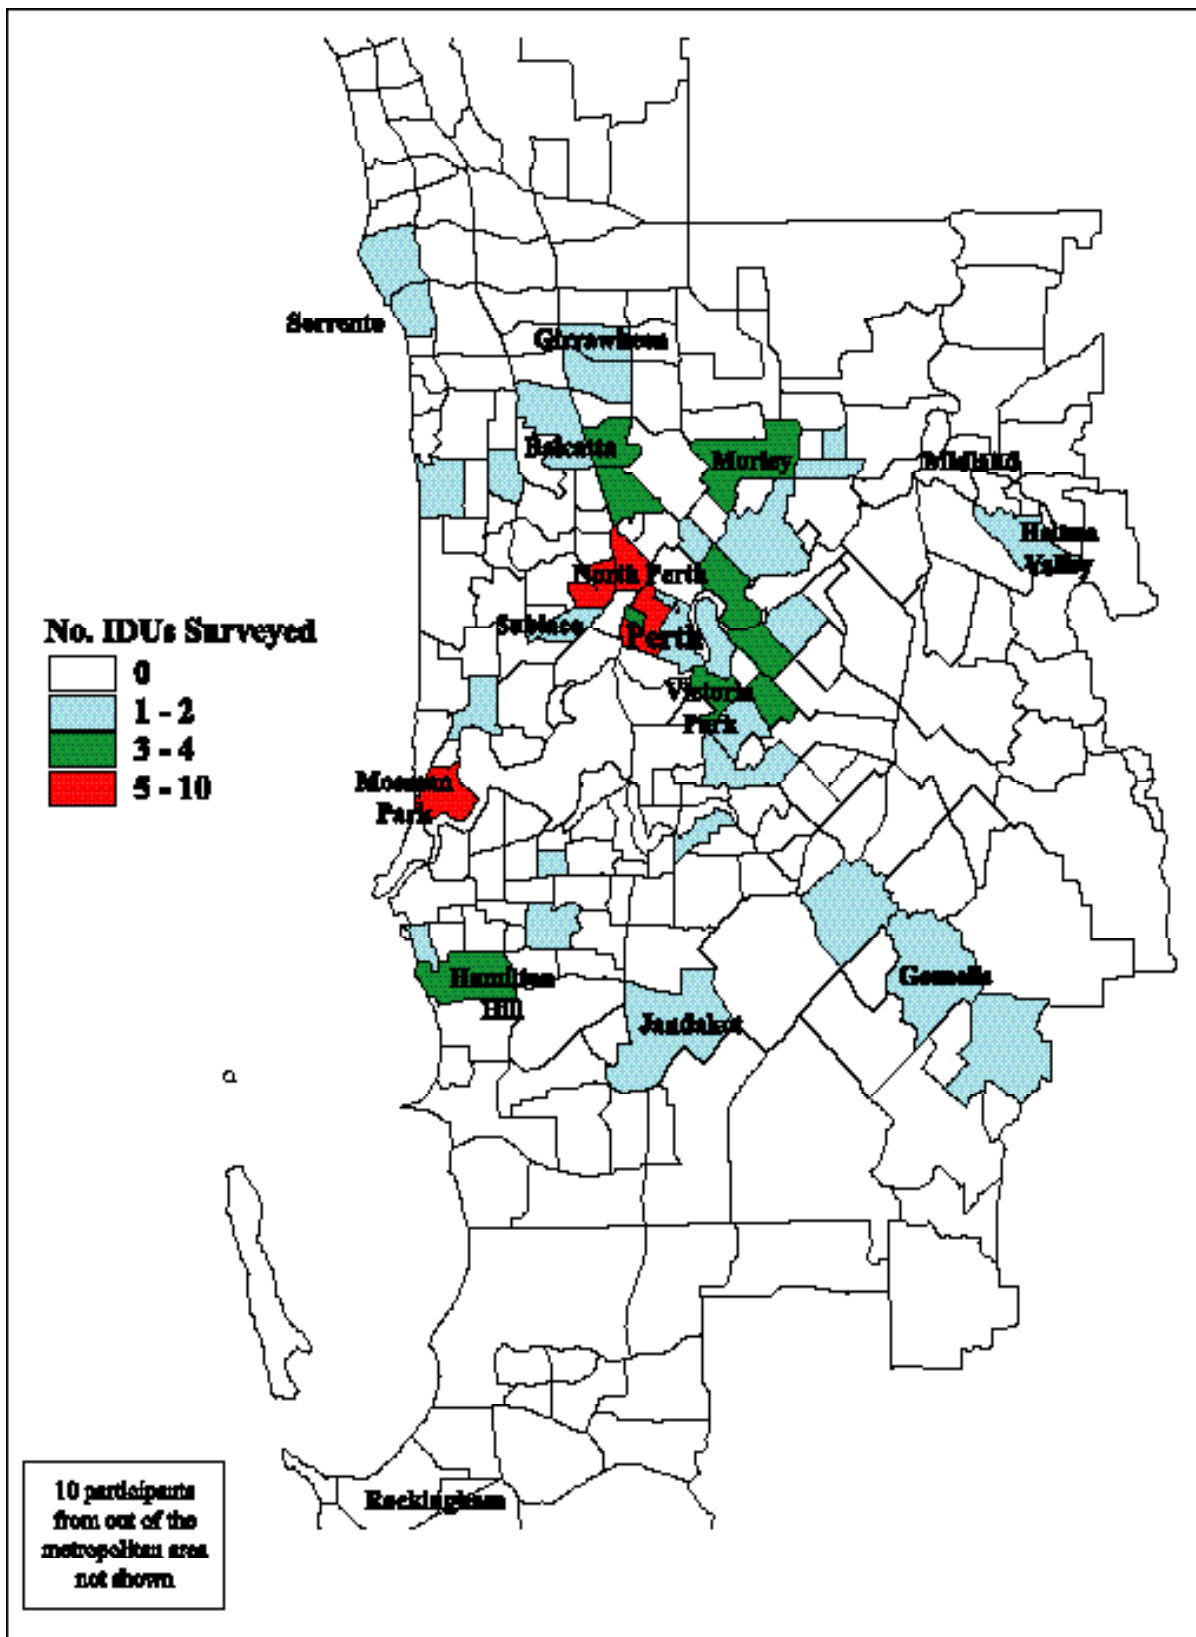 Sorrento
Girrawheen
Balcatta
Morley
Midland
Helena
Valley
North Perth
Subiaco
Perth
No. IDUs Surveyed
0
1 - 2
3 - 4
5 - 10
Victoria
Park
Mosman
Park
Hamilton
Hill
Gosnells
Jandakot
10 participants
from out of the
metropolitan area
not shown
Rockingham